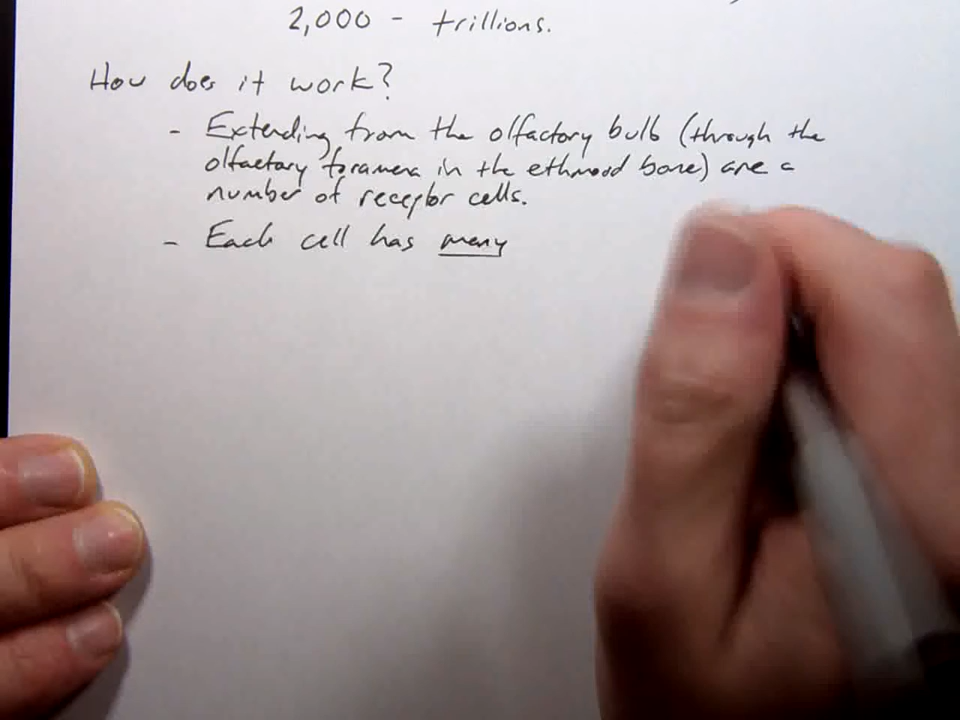 2,000 - trillions.
How does it work?
- Extending from the olfactory bulb (through the
olfactory foramera in the ethmoid bone) are a
number of receptor cells.
- Each cell has many